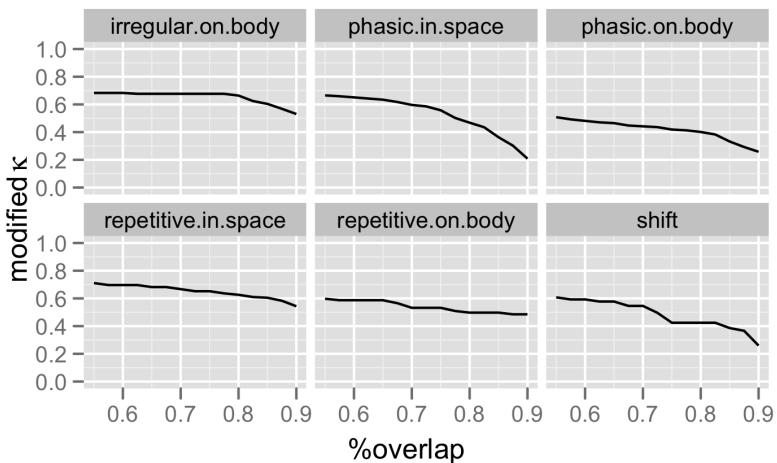 irregular.on.body phasic.in.space phasic.on.body
1.0
0.8
0.6
0.4
0.2
0.0
modified κ
repetitive.in.space repetitive.on.body shift
1.0
0.8
0.6
0.4
0.2
0.0
0.6 0.7 0.8 0.9 0.6 0.7 0.8 0.9 0.6 0.7 0.8 0.9
%overlap